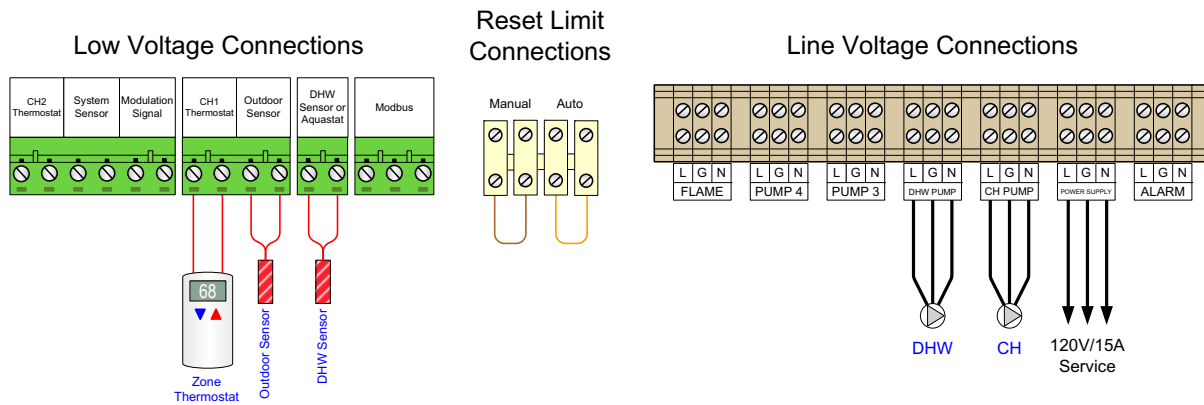 Low Voltage Connections
Reset Limit
Connections
Line Voltage Connections
CH2
Thermostat
System
Sensor
Modulation
Signal
CH1
Thermostat
Outdoor
Sensor
DHW
Sensor or
Aquastat
Modbus
Manual
Auto
L G N
FLAME
L G N
PUMP 4
L G N
PUMP 3
L G N
DHW PUMP
L G N
CH PUMP
L G N
POWER SUPPLY
L G N
ALARM
68
Zone
Thermostat
Outdoor Sensor
DHW Sensor
DHW
CH
120V/15A
Service